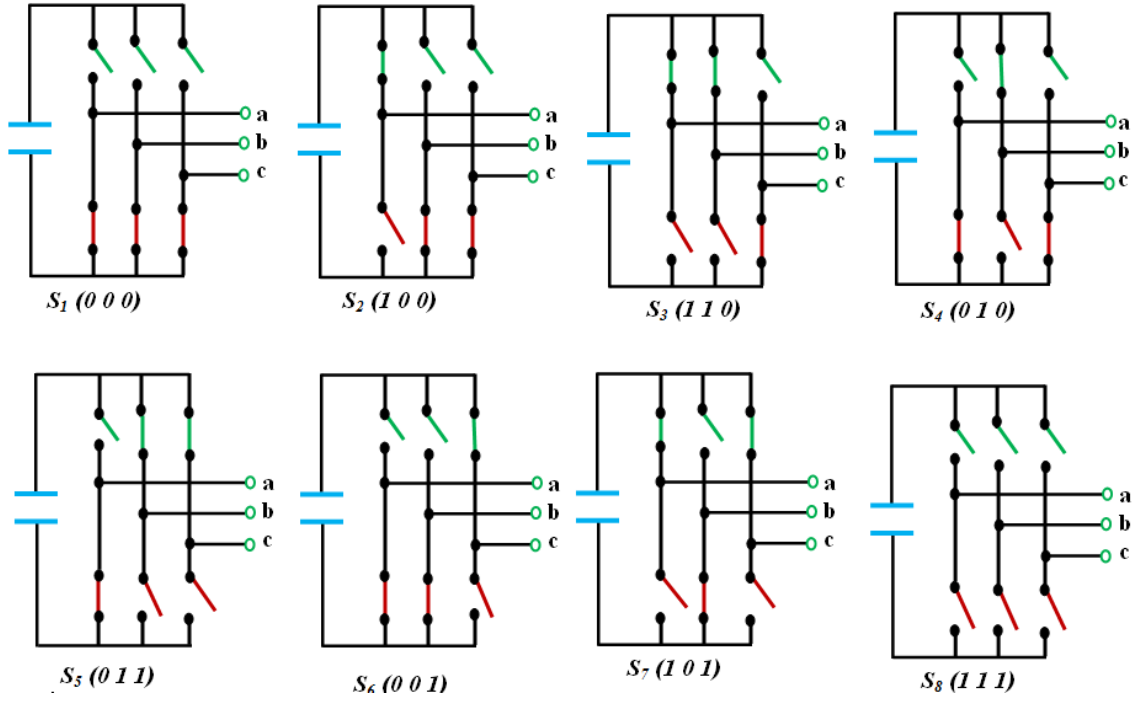 a
b
c
S1 (0 0 0)
a
b
c
S2 (1 0 0)
a
b
c
S3 (1 1 0)
a
b
c
S4 (0 1 0)
a
b
c
S5 (0 1 1)
a
b
c
S6 (0 0 1)
a
b
c
S7 (1 0 1)
a
b
c
S8 (1 1 1)